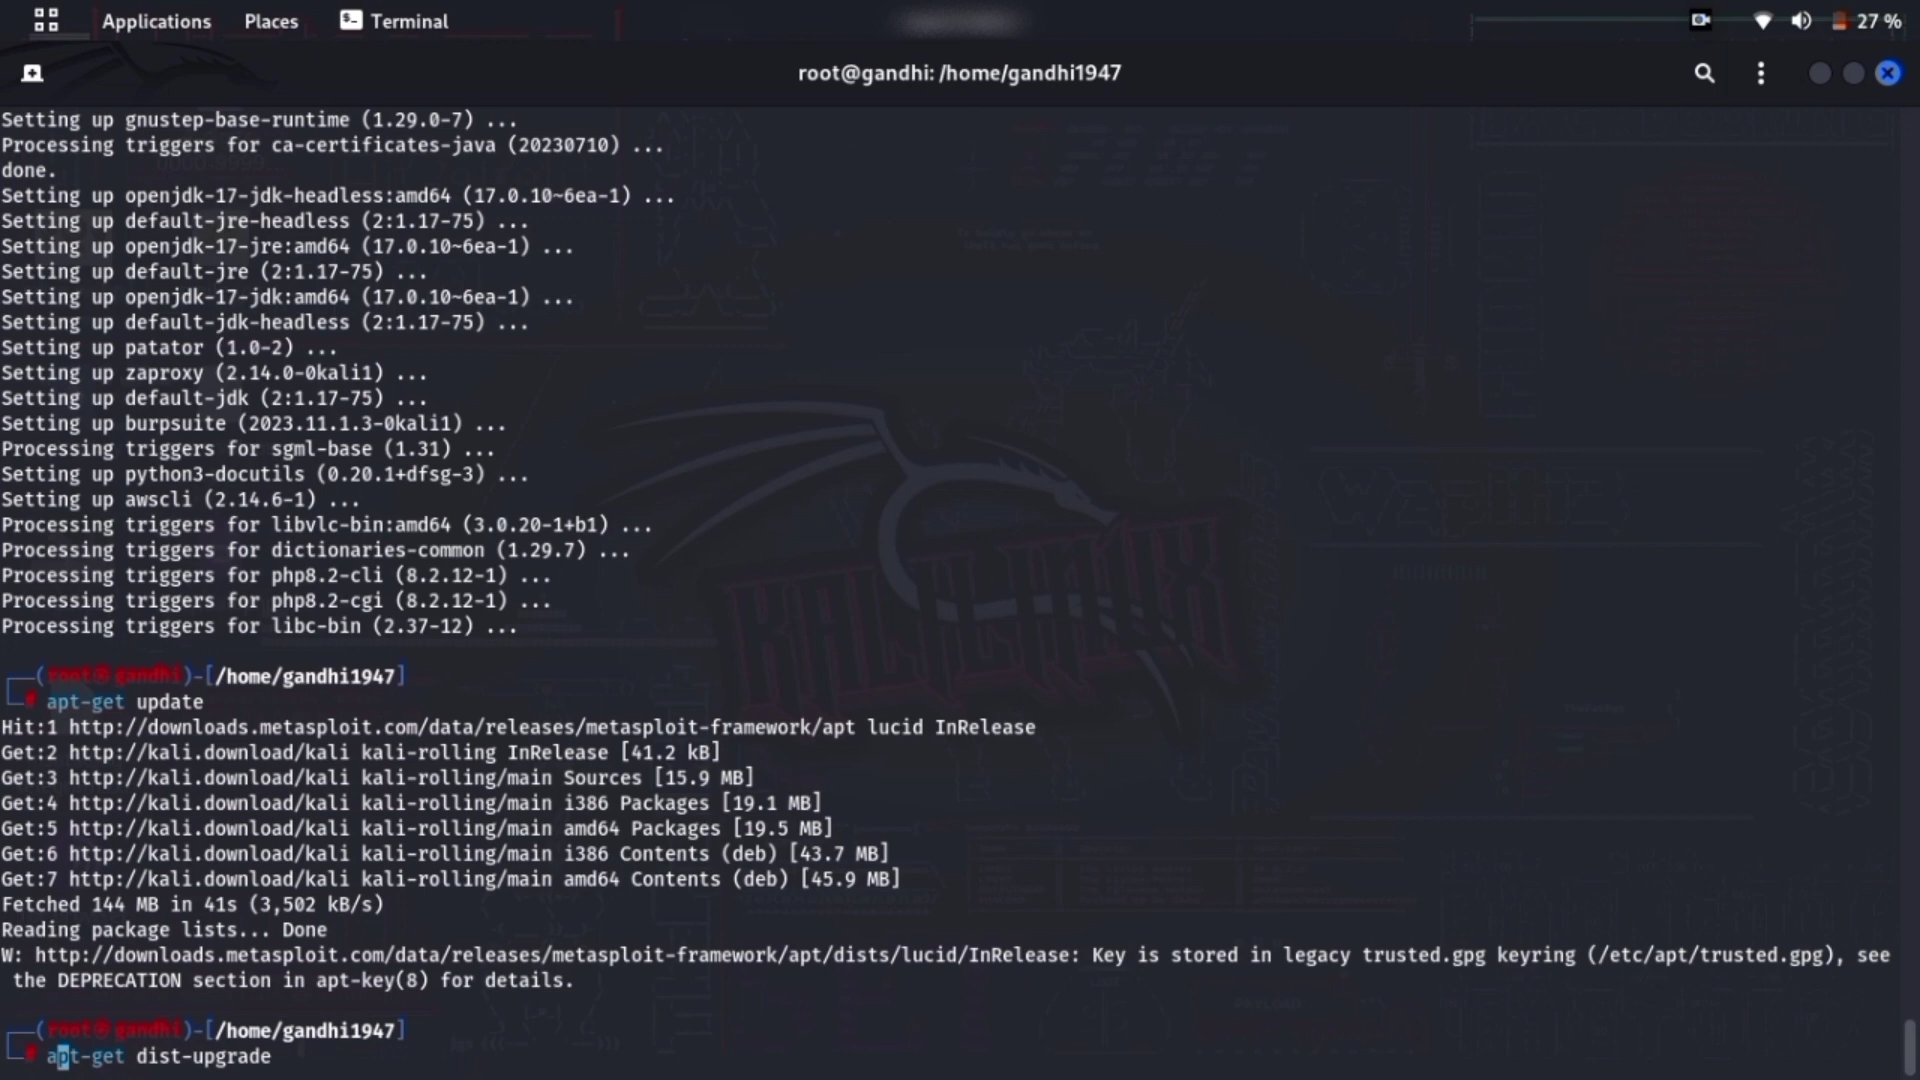 Applications Places Terminal 27 %
root@gandhi: /home/gandhi1947
Setting up gnustep-base-runtime (1.29.0-7) ...
Processing triggers for ca-certificates-java (20230710) ...
done.
Setting up openjdk-17-jdk-headless:amd64 (17.0.10~6ea-1) ...
Setting up default-jre-headless (2:1.17-75) ...
Setting up openjdk-17-jre:amd64 (17.0.10~6ea-1) ...
Setting up default-jre (2:1.17-75) ...
Setting up openjdk-17-jdk:amd64 (17.0.10~6ea-1) ...
Setting up default-jdk-headless (2:1.17-75) ...
Setting up patator (1.0-2) ...
Setting up zaproxy (2.14.0-0kali1) ...
Setting up default-jdk (2:1.17-75) ...
Setting up burpsuite (2023.11.1.3-0kali1) ...
Processing triggers for sgml-base (1.31) ...
Setting up python3-docutils (0.20.1+dfsg-3) ...
Setting up awscli (2.14.6-1) ...
Processing triggers for libvlc-bin:amd64 (3.0.20-1+b1) ...
Processing triggers for dictionaries-common (1.29.7) ...
Processing triggers for php8.2-cli (8.2.12-1) ...
Processing triggers for php8.2-cgi (8.2.12-1) ...
Processing triggers for libc-bin (2.37-12) ...
┌──(root㉿gandhi)-[/home/gandhi1947]
└─# apt-get update
Hit:1 http://downloads.metasploit.com/data/releases/metasploit-framework/apt lucid InRelease
Get:2 http://kali.download/kali kali-rolling InRelease [41.2 kB]
Get:3 http://kali.download/kali kali-rolling/main Sources [15.9 MB]
Get:4 http://kali.download/kali kali-rolling/main i386 Packages [19.1 MB]
Get:5 http://kali.download/kali kali-rolling/main amd64 Packages [19.5 MB]
Get:6 http://kali.download/kali kali-rolling/main i386 Contents (deb) [43.7 MB]
Get:7 http://kali.download/kali kali-rolling/main amd64 Contents (deb) [45.9 MB]
Fetched 144 MB in 41s (3,502 kB/s)
Reading package lists... Done
W: http://downloads.metasploit.com/data/releases/metasploit-framework/apt/dists/lucid/InRelease: Key is stored in legacy trusted.gpg keyring (/etc/apt/trusted.gpg), see
the DEPRECATION section in apt-key(8) for details.
┌──(root㉿gandhi)-[/home/gandhi1947]
└─# apt-get dist-upgrade
KALI LINUX